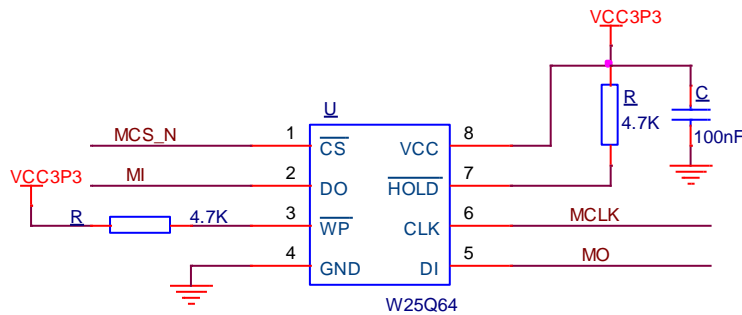 VCC3P3
U
R
C
4.7K
100nF
MCS_N
1
CS
VCC
8
MI
2
DO
HOLD
7
VCC3P3
R
4.7K
3
WP
CLK
6
MCLK
4
GND
DI
5
MO
W25Q64